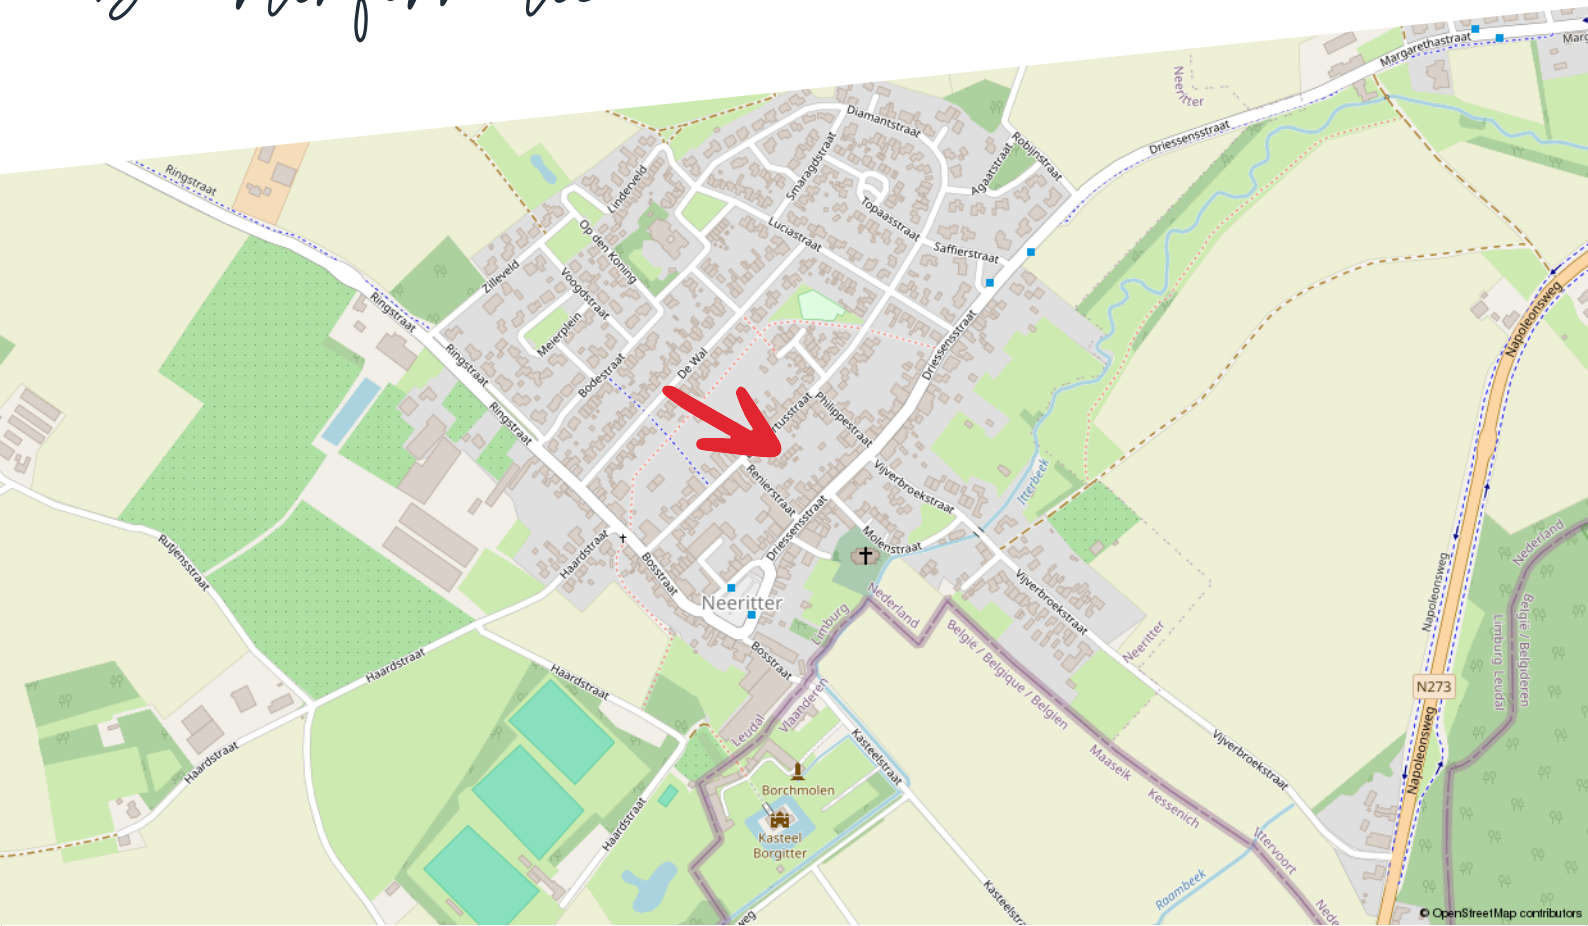 Margarethastraat
Neeritter
Diamantstraat
Driessensstraat
Robijnstraat
Smaragdstraat
Agaatstraat
Ringstraat
Linderveld
Topaasstraat
Luciastraat
Op den Koning
Saffierstraat
Zilleveld
Voogdstraat
Napoleonsweg
Ringstraat
Meierplein
Driessensstraat
Ringstraat
De Wal
Bodestraat
Ringstraat
Philippestraat
Renierstraat
Vijverbroekstraat
Itterbeek
Driessensstraat
Molenstraat
Rutjensstraat
Haardstraat
Bosstraat
Nederland
Napoleonsweg
Vijverbroekstraat
Neeritter
Nederland
Limburg
België / Belgique / Belgien
Neeritter
Limburg Leudal
België / Belgideren
Bosstraat
Haardstraat
Haardstraat
Vlaanderen
Leudal
N273
Haardstraat
Kasteelstraat
Maaseik
Vijverbroekstraat
Napoleonsweg
Borchmolen
Kessenich
Haardstraat
Kasteel
Borgitter
Ittervoort
Raambeek
© OpenStreetMap contributors